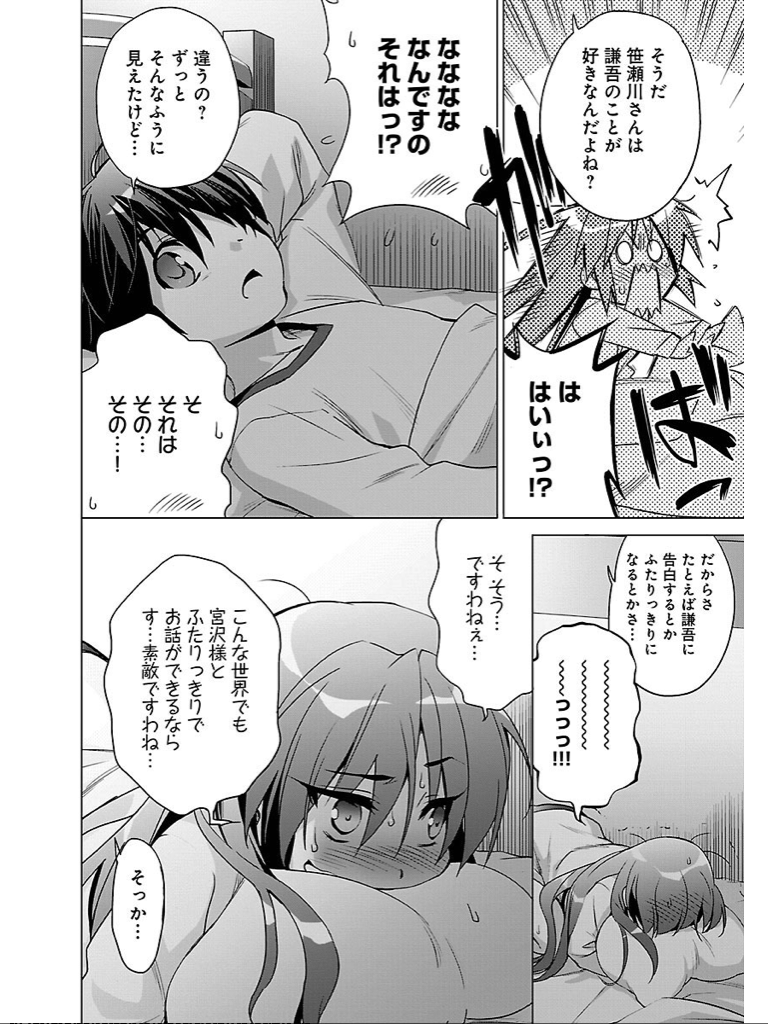 そうだ
笹瀬川さんは
謙吾のことが
好きなんだよね?
ガバ
ばっ
は
はいぃっ!?
なななな
なんですの
それはっ!?
違うの?
ずっと
そんなふうに
見えたけど…
そ
それは
その…
その…!
だからさ
たとえば謙吾に
告白するとか
ふたりっきりに
なるとかさ…
〜〜〜〜〜〜
〜〜〜〜〜〜
〜〜〜っっっ!!!
そ そう…
ですわねぇ…
こんな世界でも
宮沢様と
ふたりっきりで
お話ができるなら
す…素敵ですわね…
そっか…